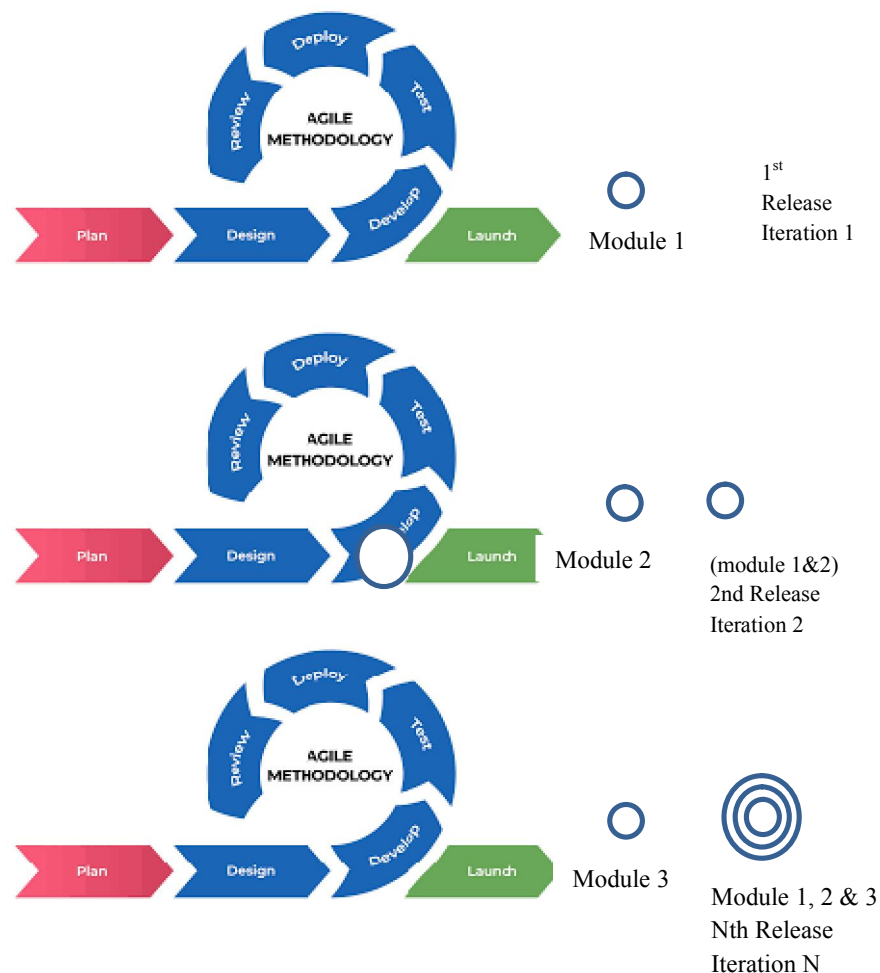 Deploy
Test
Review
AGILE
METHODOLOGY
Develop
Plan
Design
Launch
Module 1
1st
Release
Iteration 1
Deploy
Test
Review
AGILE
METHODOLOGY
Plan
Design
Launch
Module 2
(module 1&2)
2nd Release
Iteration 2
Deploy
Test
Review
AGILE
METHODOLOGY
Develop
Plan
Design
Launch
Module 3
Module 1, 2 & 3
Nth Release
Iteration N